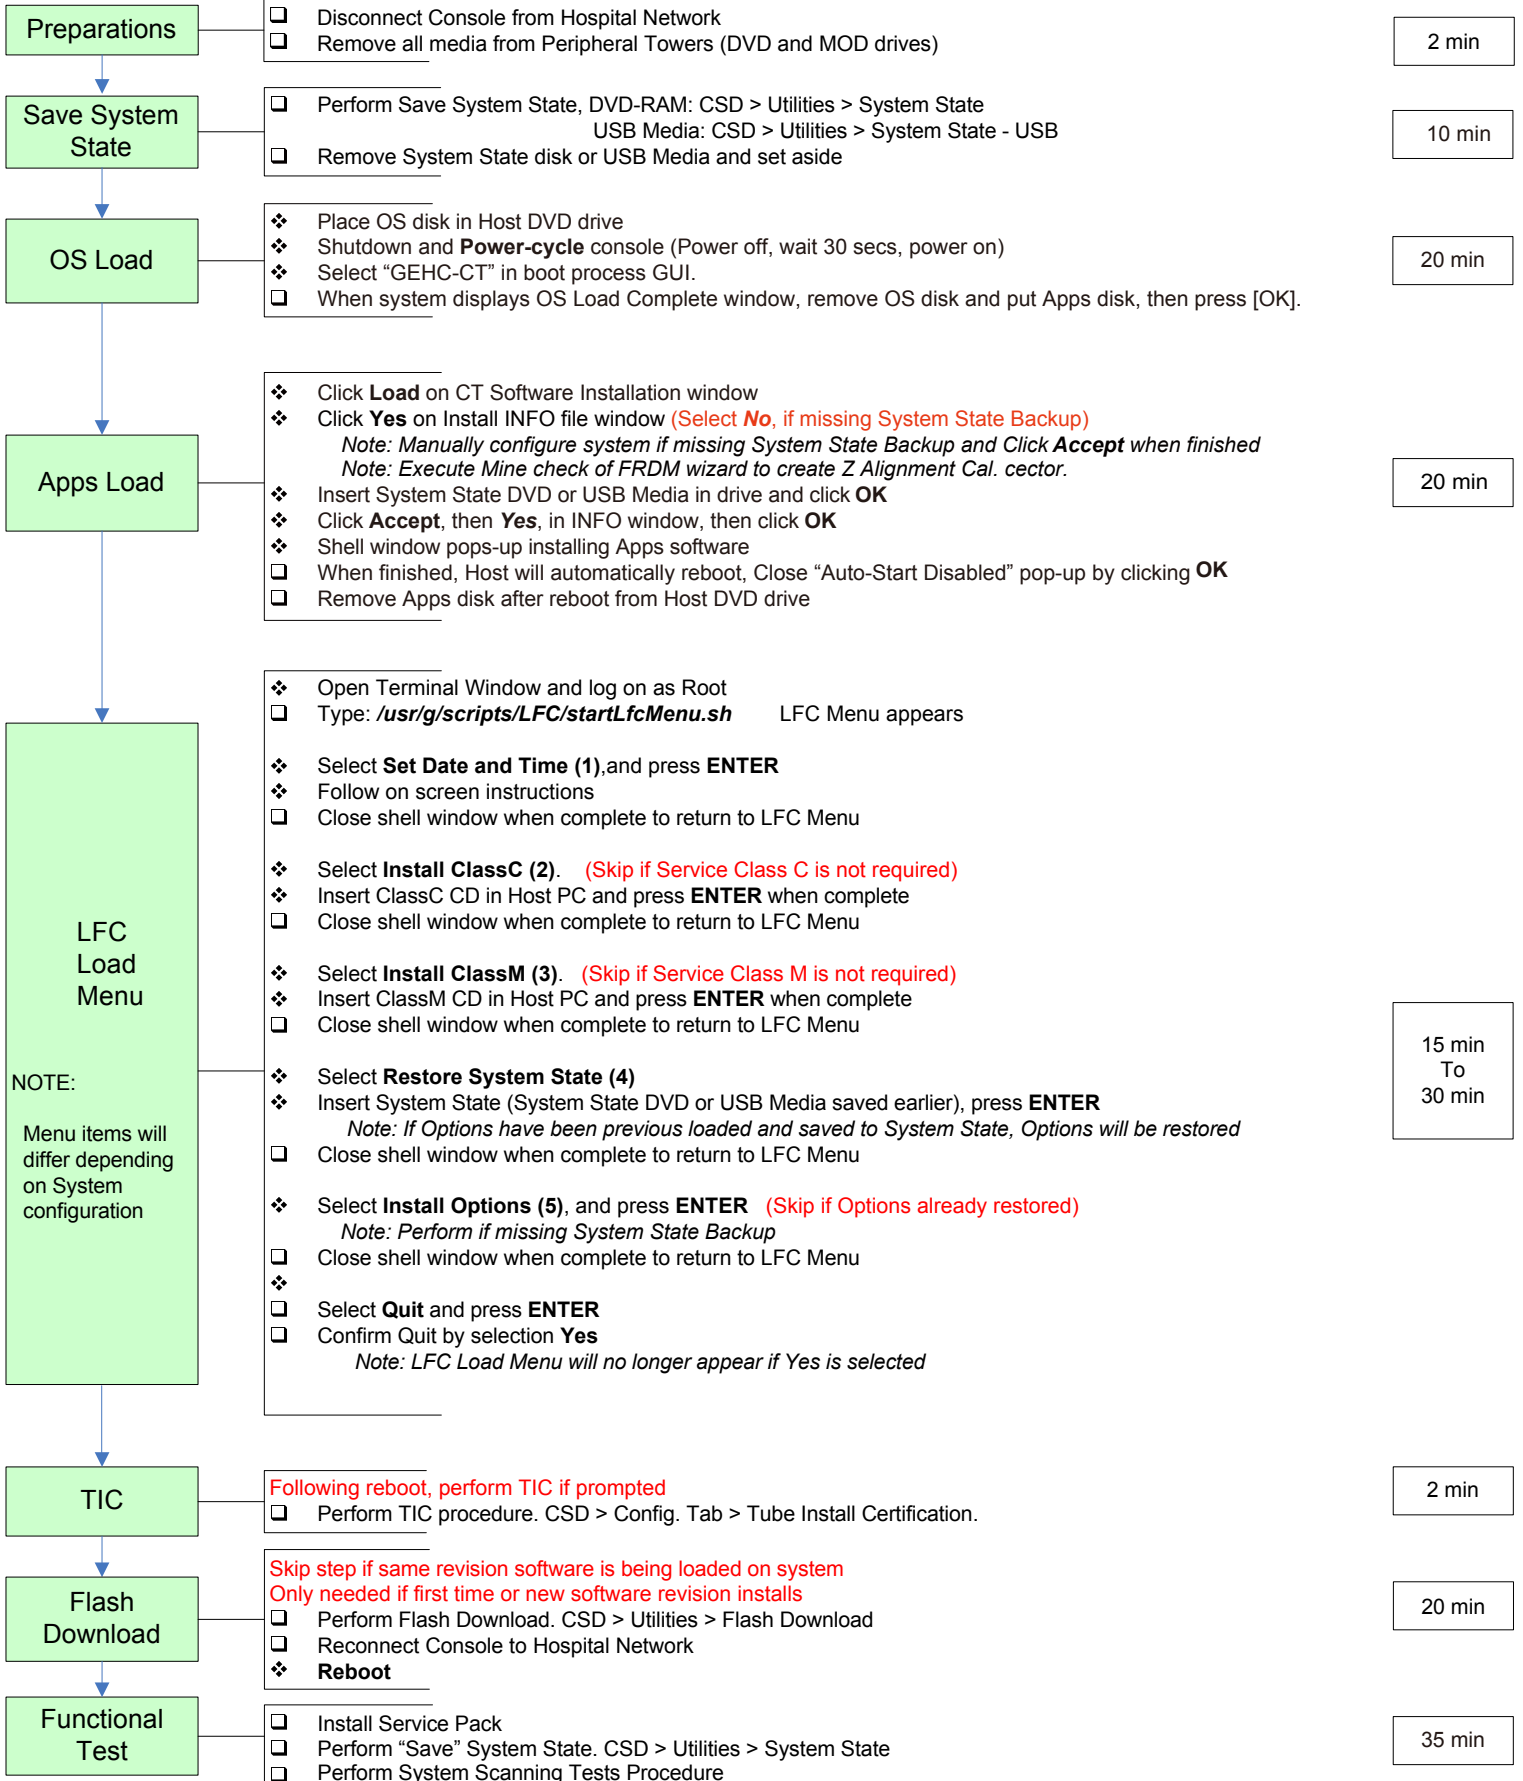 Preparations
Disconnect Console from Hospital Network
Remove all media from Peripheral Towers (DVD and MOD drives)
2 min
Save System
State
Perform Save System State, DVD-RAM: CSD > Utilities > System State
USB Media: CSD > Utilities > System State - USB
Remove System State disk or USB Media and set aside
10 min
OS Load
Place OS disk in Host DVD drive
Shutdown and Power-cycle console (Power off, wait 30 secs, power on)
Select “GEHC-CT” in boot process GUI.
When system displays OS Load Complete window, remove OS disk and put Apps disk, then press [OK].
20 min
Apps Load
Click Load on CT Software Installation window
Click Yes on Install INFO file window (Select No, if missing System State Backup)
Note: Manually configure system if missing System State Backup and Click Accept when finished
Note: Execute Mine check of FRDM wizard to create Z Alignment Cal. cector.
Insert System State DVD or USB Media in drive and click OK
Click Accept, then Yes, in INFO window, then click OK
Shell window pops-up installing Apps software
When finished, Host will automatically reboot, Close “Auto-Start Disabled” pop-up by clicking OK
Remove Apps disk after reboot from Host DVD drive
20 min
LFC
Load
Menu
NOTE:
Menu items will
differ depending
on System
configuration
Open Terminal Window and log on as Root
Type: /usr/g/scripts/LFC/startLfcMenu.sh LFC Menu appears
Select Set Date and Time (1),and press ENTER
Follow on screen instructions
Close shell window when complete to return to LFC Menu
Select Install ClassC (2). (Skip if Service Class C is not required)
Insert ClassC CD in Host PC and press ENTER when complete
Close shell window when complete to return to LFC Menu
Select Install ClassM (3). (Skip if Service Class M is not required)
Insert ClassM CD in Host PC and press ENTER when complete
Close shell window when complete to return to LFC Menu
Select Restore System State (4)
Insert System State (System State DVD or USB Media saved earlier), press ENTER
Note: If Options have been previous loaded and saved to System State, Options will be restored
Close shell window when complete to return to LFC Menu
Select Install Options (5), and press ENTER (Skip if Options already restored)
Note: Perform if missing System State Backup
Close shell window when complete to return to LFC Menu
Select Quit and press ENTER
Confirm Quit by selection Yes
Note: LFC Load Menu will no longer appear if Yes is selected
15 min
To
30 min
TIC
Following reboot, perform TIC if prompted
Perform TIC procedure. CSD > Config. Tab > Tube Install Certification.
2 min
Flash
Download
Skip step if same revision software is being loaded on system
Only needed if first time or new software revision installs
Perform Flash Download. CSD > Utilities > Flash Download
Reconnect Console to Hospital Network
Reboot
20 min
Functional
Test
Install Service Pack
Perform “Save” System State. CSD > Utilities > System State
Perform System Scanning Tests Procedure
35 min